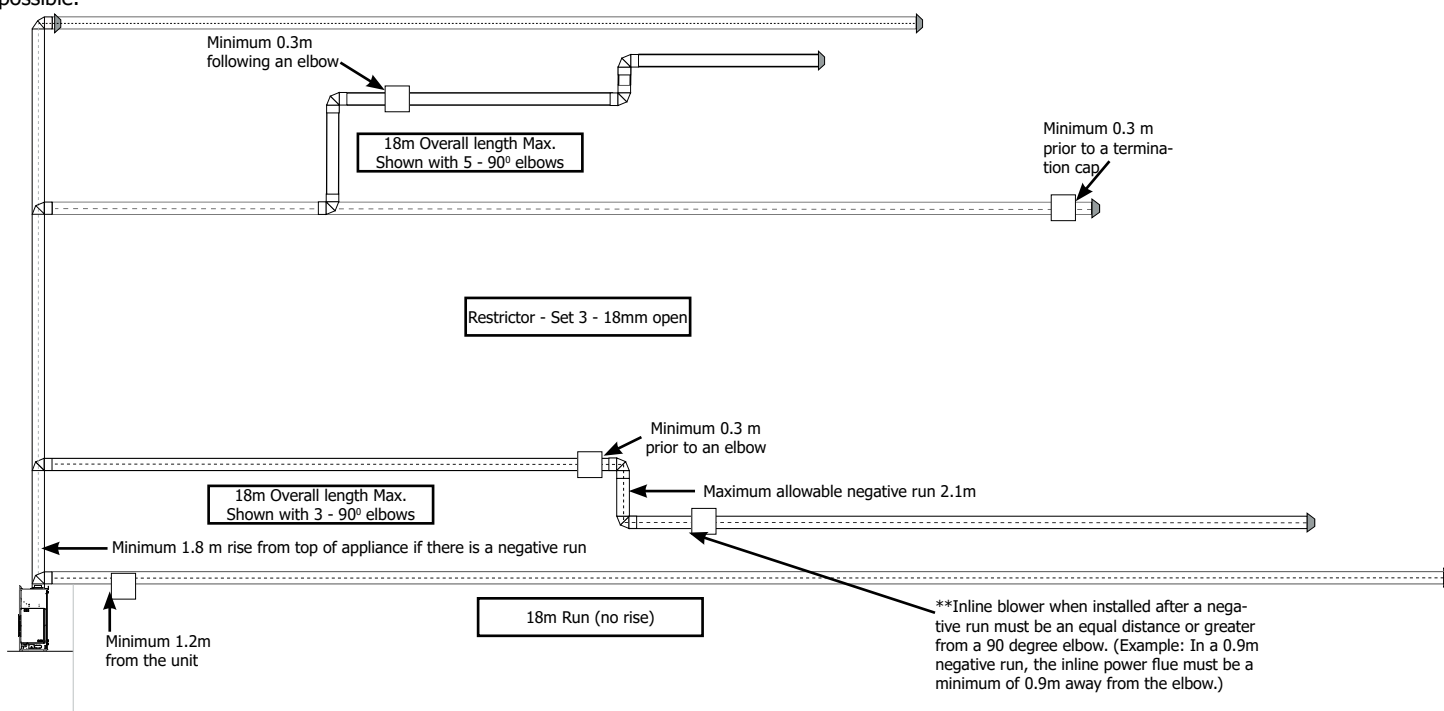 possible.
Minimum 0.3m
following an elbow
18m Overall length Max.
Shown with 5 - 90⁰ elbows
Minimum 0.3 m
prior to a termina-
tion cap
Restrictor - Set 3 - 18mm open
Minimum 0.3 m
prior to an elbow
Maximum allowable negative run 2.1m
18m Overall length Max.
Shown with 3 - 90⁰ elbows
Minimum 1.8 m rise from top of appliance if there is a negative run
18m Run (no rise)
Minimum 1.2m
from the unit
**Inline blower when installed after a nega-
tive run must be an equal distance or greater
from a 90 degree elbow. (Example: In a 0.9m
negative run, the inline power flue must be a
minimum of 0.9m away from the elbow.)